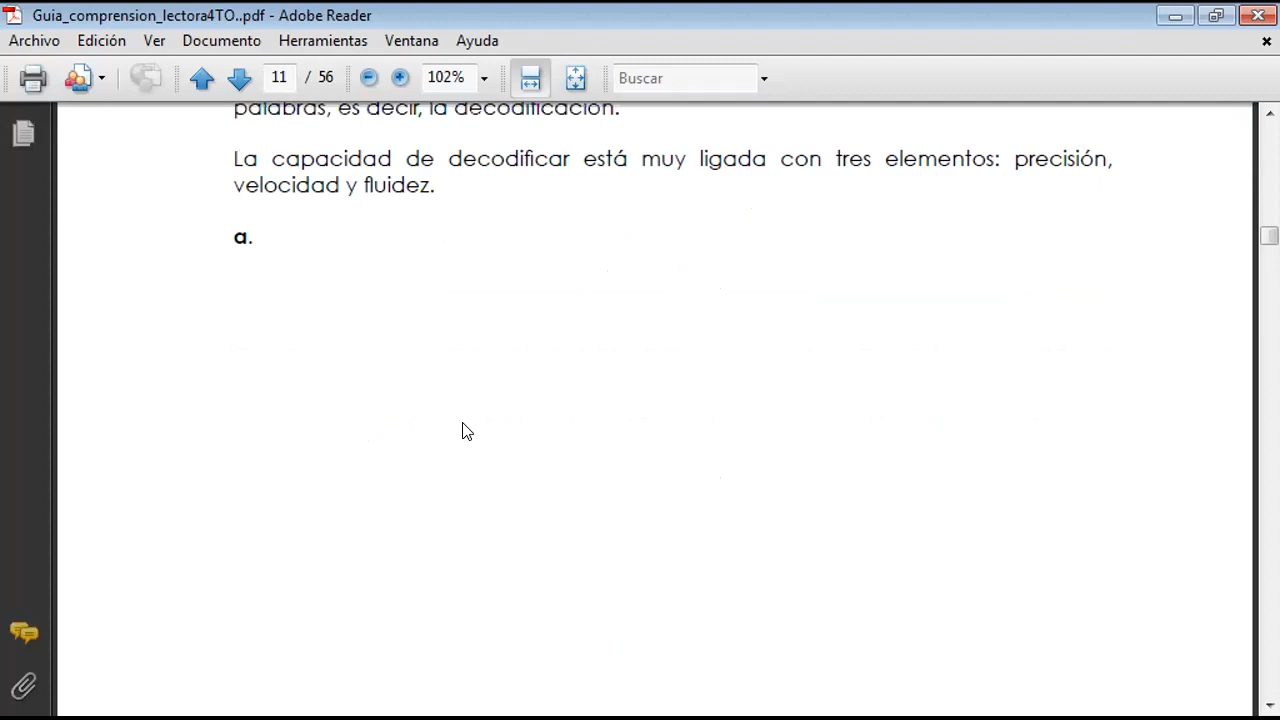 Guia_comprension_lectora4TO..pdf - Adobe Reader
Archivo Edición Ver Documento Herramientas Ventana Ayuda
11 / 56 102% Buscar
palabras, es decir, la decodificación.
La capacidad de decodificar está muy ligada con tres elementos: precisión,
velocidad y fluidez.
a.